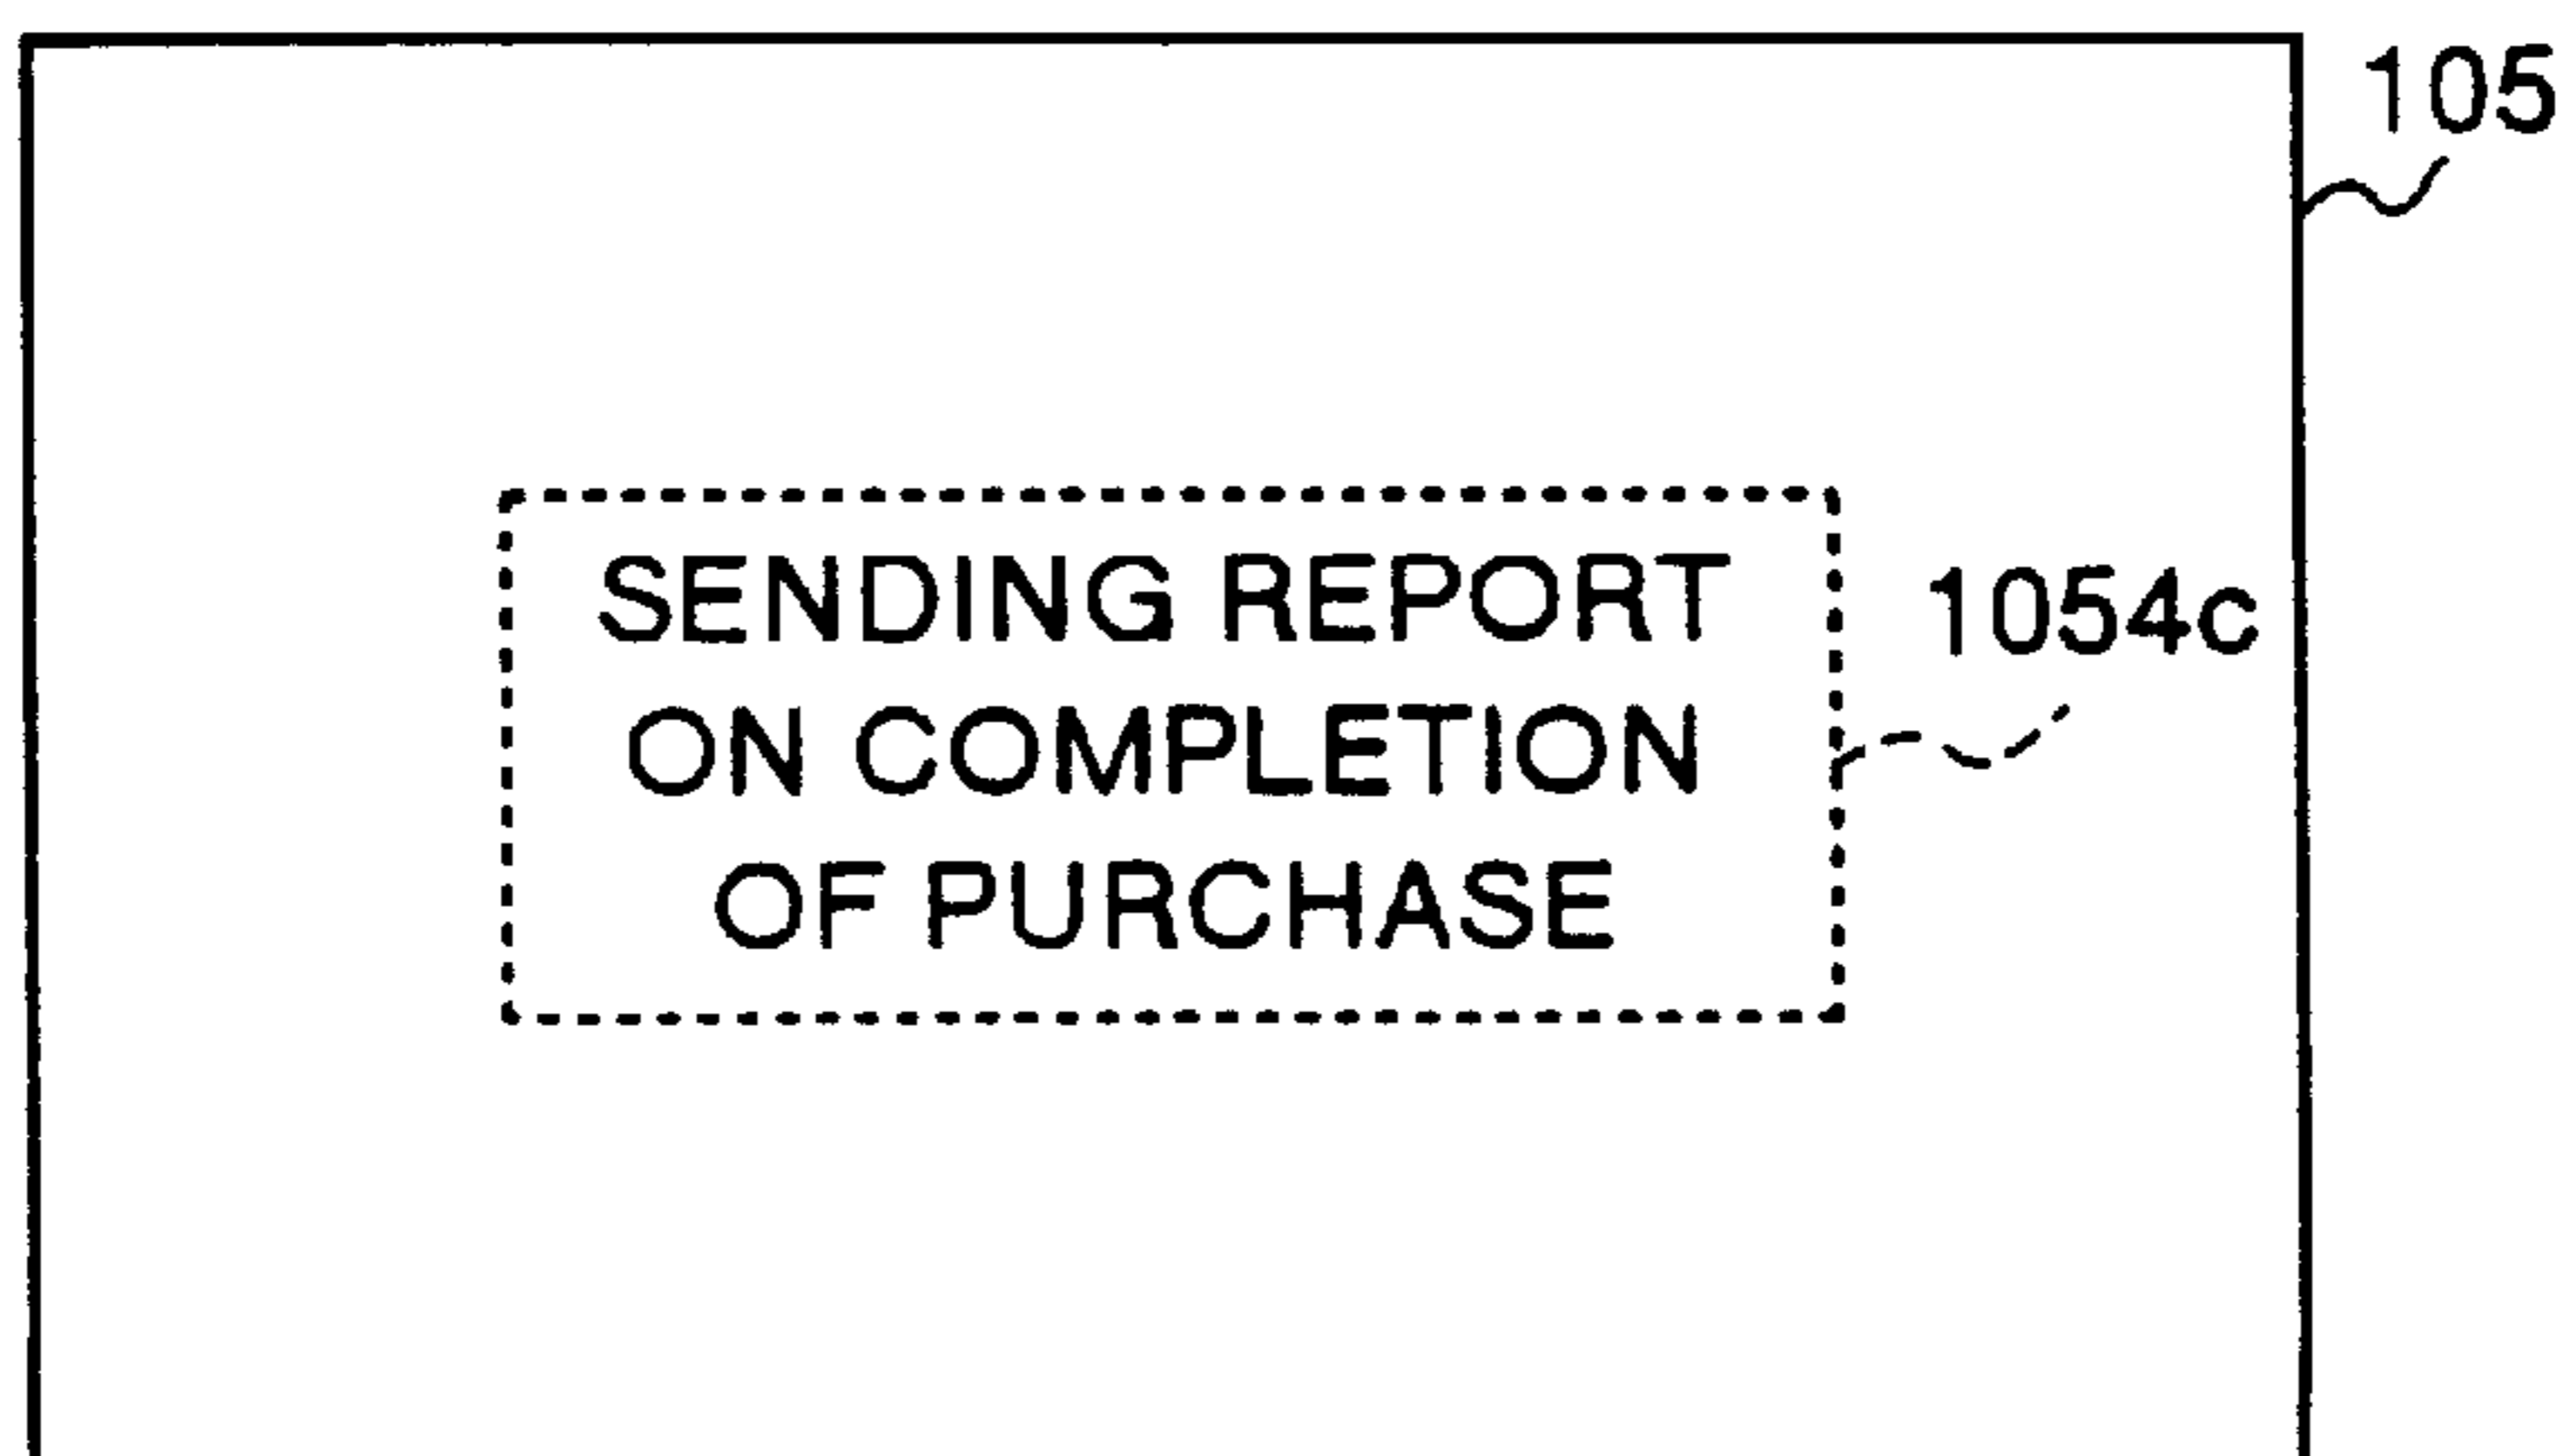 105
SENDING REPORT
1054c
ON COMPLETION
OF PURCHASE